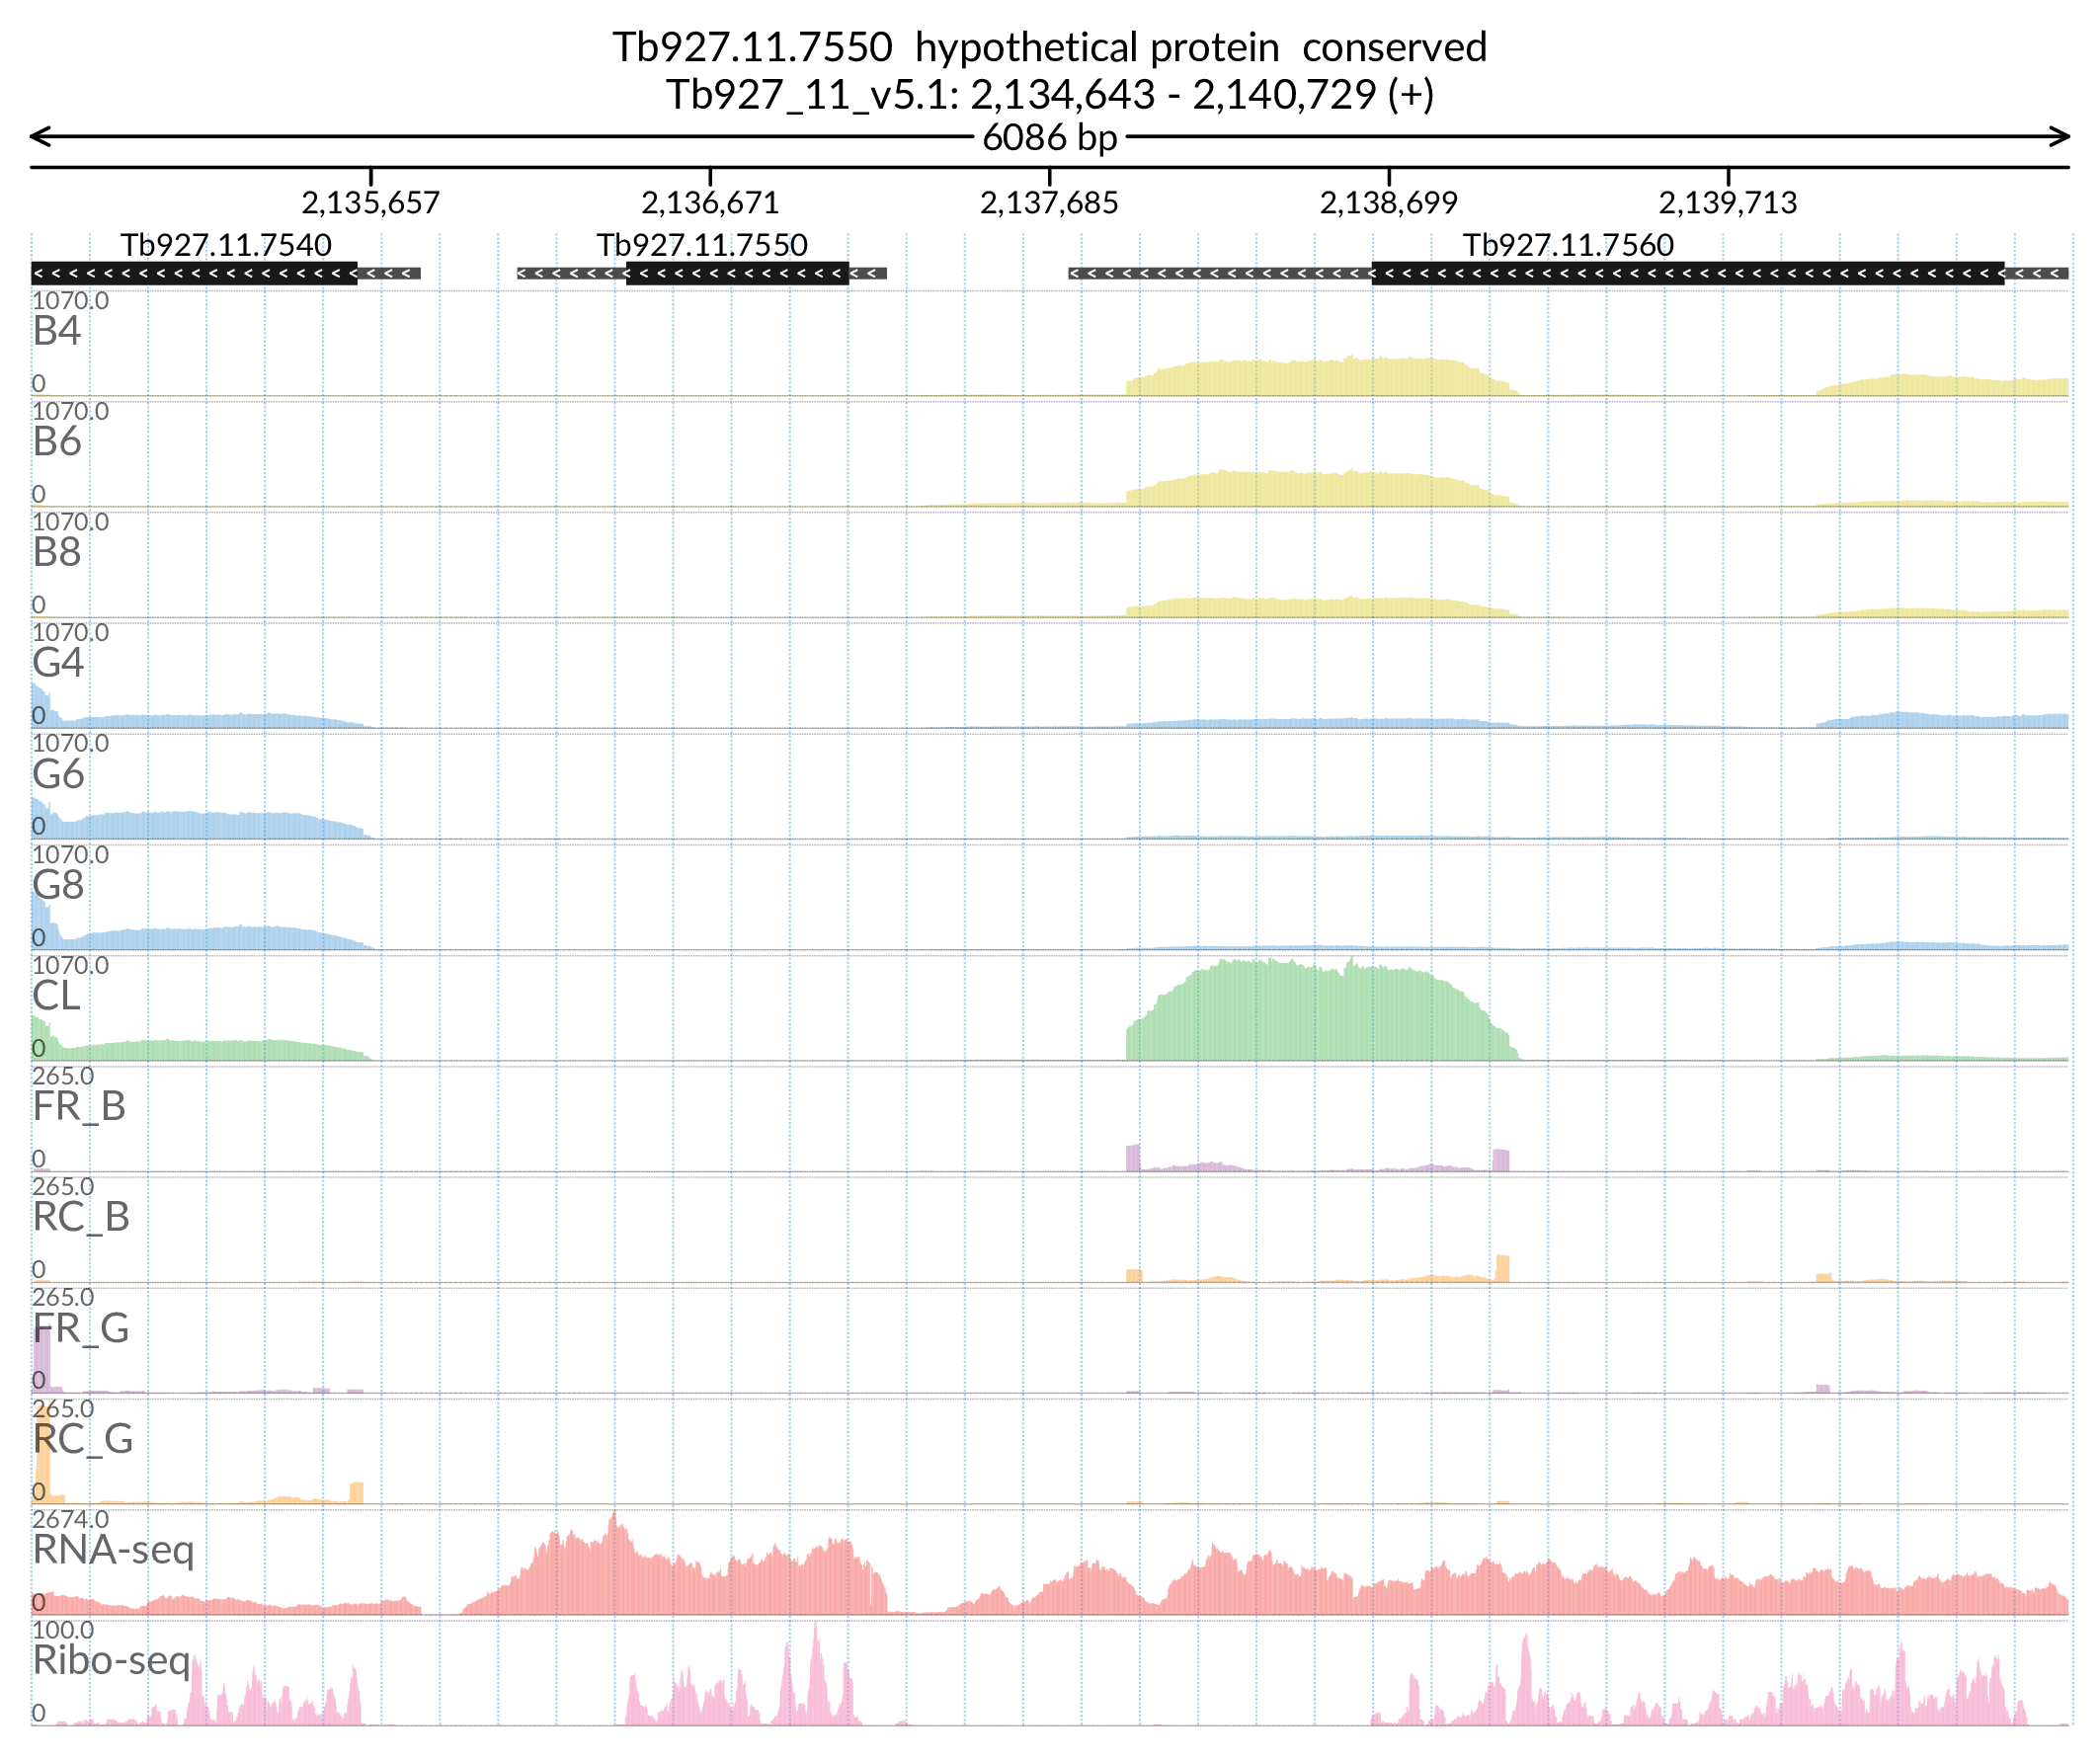 Tb927.11.7550  hypothetical protein  conserved
Tb927_11_v5.1: 2,134,643 - 2,140,729 (+)
6086 bp
2,135,657 2,136,671 2,137,685 2,138,699 2,139,713
Tb927.11.7540 Tb927.11.7550 Tb927.11.7560
1070.0
B4
0
1070.0
B6
0
1070.0
B8
0
1070.0
G4
0
1070.0
G6
0
1070.0
G8
0
1070.0
CL
0
265.0
FR_B
0
265.0
RC_B
0
265.0
FR_G
0
265.0
RC_G
0
2674.0
RNA-seq
0
100.0
Ribo-seq
0